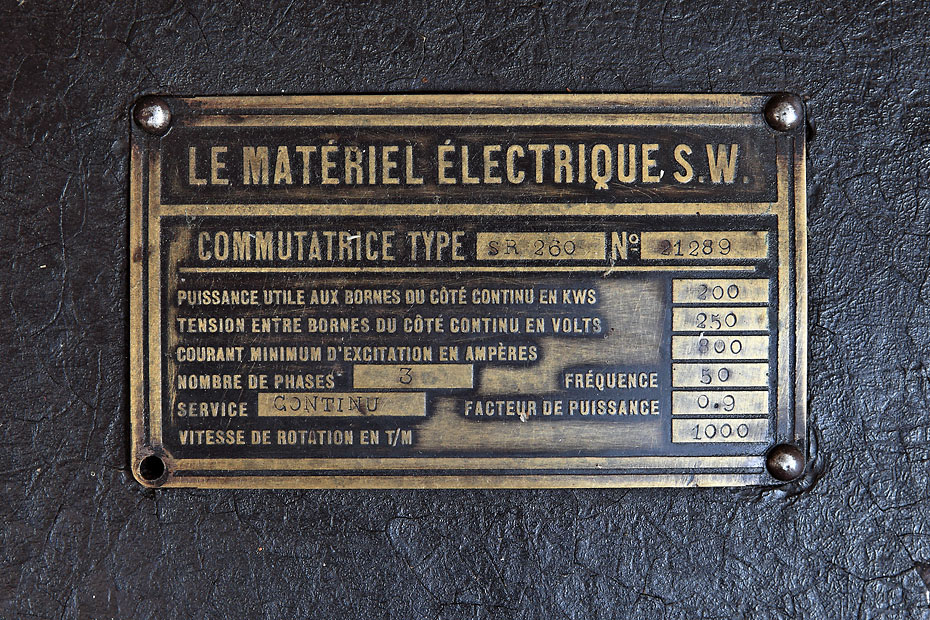 LE MATÉRIEL ÉLECTRIQUE S.W.
COMMUTATRICE TYPE SR 260 No 21289
PUISSANCE UTILE AUX BORNES DU CÔTÉ CONTINU EN KWS 200
TENSION ENTRE BORNES DU CÔTÉ CONTINU EN VOLTS 250
COURANT MINIMUM D'EXCITATION EN AMPÈRES 800
NOMBRE DE PHASES 3 FRÉQUENCE 50
SERVICE CONTINU FACTEUR DE PUISSANCE 0.9
VITESSE DE ROTATION EN T/M 1000